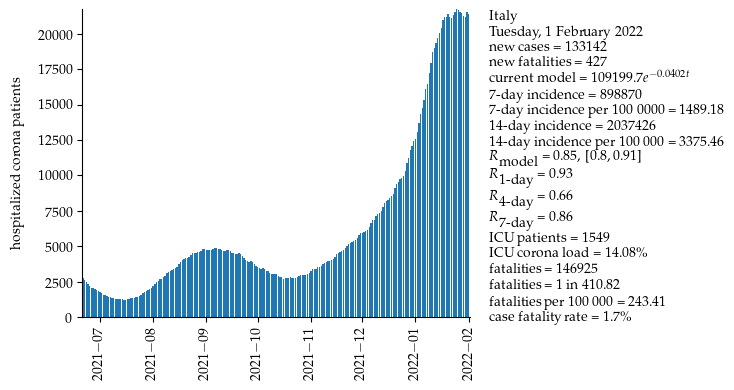 hospitalized corona patients
20000
17500
15000
12500
10000
7500
5000
2500
0
2021−07
2021−08
2021−09
2021−10
2021−11
2021−12
2022−01
2022−02
Italy
Tuesday, 1 February 2022
new cases = 133142
new fatalities = 427
current model = 109199.7e^−0.0402t
7-day incidence = 898870
7-day incidence per 100 0000 = 1489.18
14-day incidence = 2037426
14-day incidence per 100 000 = 3375.46
R_model = 0.85, [0.8, 0.91]
R_1-day = 0.93
R_4-day = 0.66
R_7-day = 0.86
ICU patients = 1549
ICU corona load = 14.08%
fatalities = 146925
fatalities = 1 in 410.82
fatalities per 100 000 = 243.41
case fatality rate = 1.7%